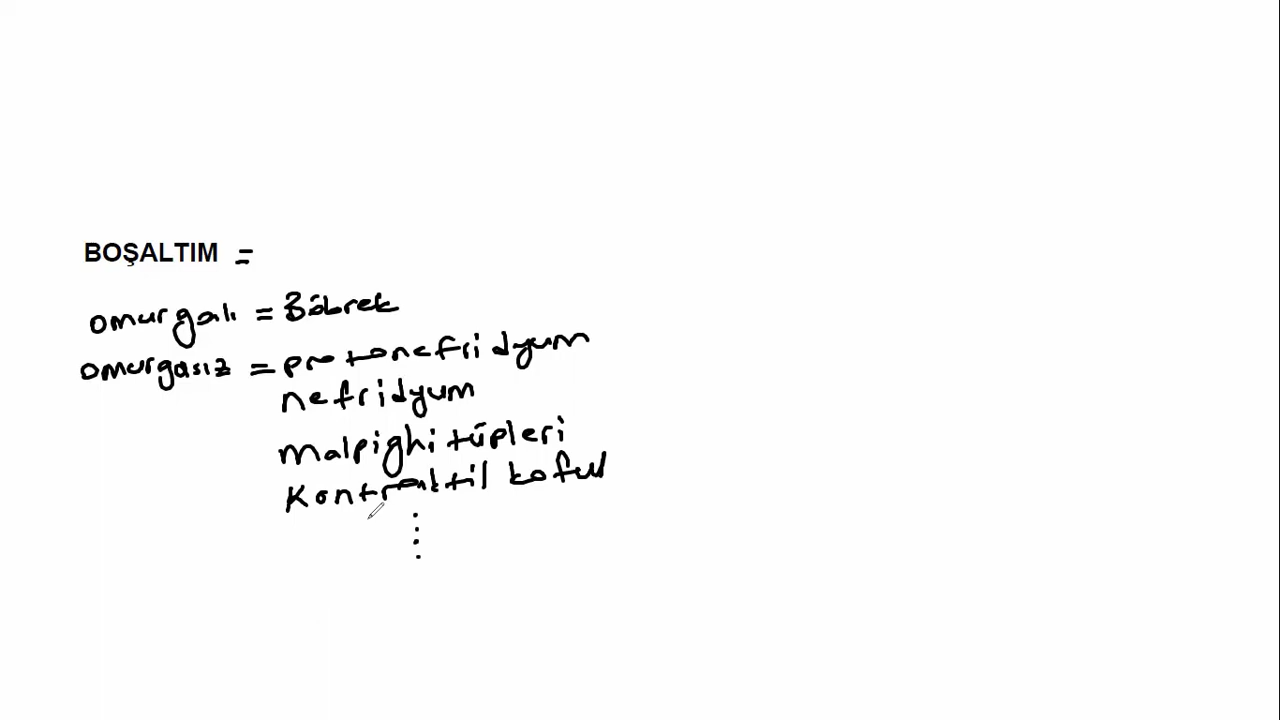 BOŞALTIM =
omurgalı = Böbrek
omurgasız = protonefridyum
nefridyum
malpighi tüpleri
Kontraktil koful